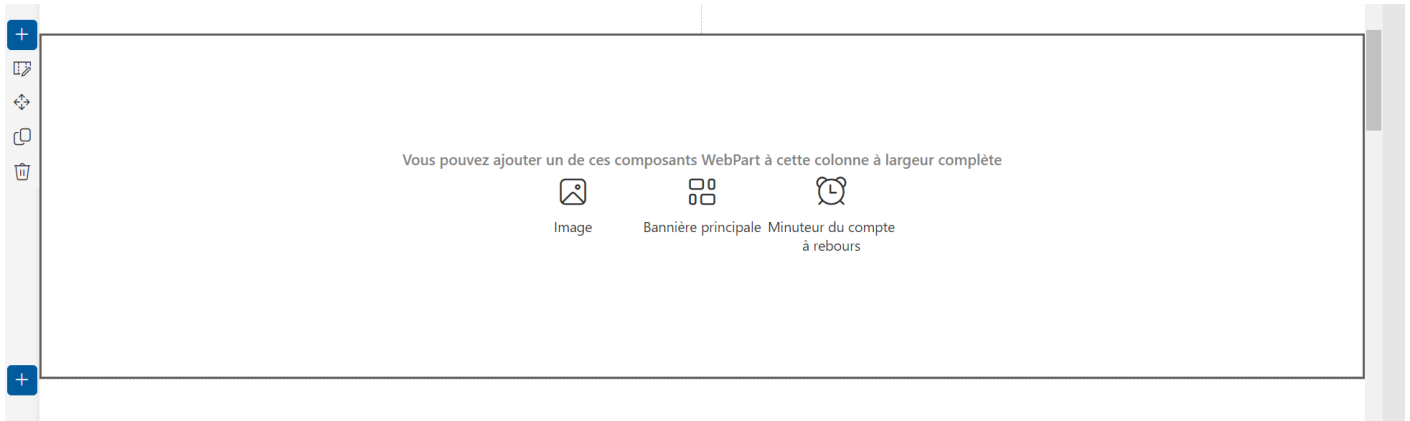 Vous pouvez ajouter un de ces composants WebPart à cette colonne à largeur complète
Image
Bannière principale
Minuteur du compte
à rebours